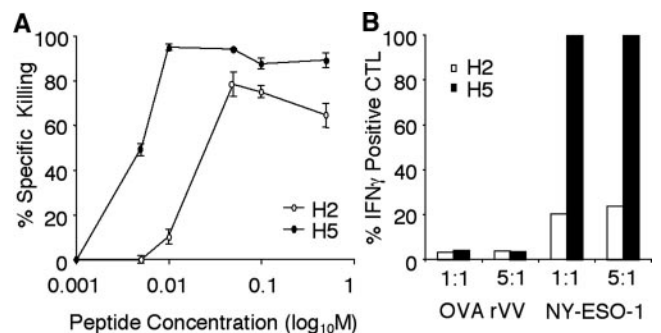 A
% Specific Killing
100
80
60
40
20
0
H2
H5
0.001
0.01
0.1
1
Peptide Concentration (log10M)
B
% IFNγ Positive CTL
100
80
60
40
20
0
H2
H5
1:1 5:1 1:1 5:1
OVA rVV NY-ESO-1